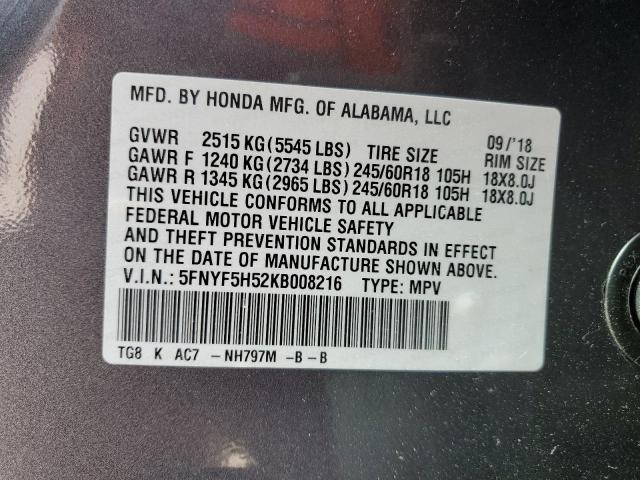 MFD. BY HONDA MFG. OF ALABAMA, LLC
GVWR 2515 KG(5545 LBS) TIRE SIZE 09/'18 RIM SIZE
GAWR F 1240 KG(2734 LBS)245/60R18 105H 18X8.0J
GAWR R 1345 KG(2965 LBS)245/60R18 105H 18X8.0J
THIS VEHICLE CONFORMS TO ALL APPLICABLE
FEDERAL MOTOR VEHICLE SAFETY
AND THEFT PREVENTION STANDARDS IN EFFECT
ON THE DATE OF MANUFACTURE SHOWN ABOVE.
V.I.N.: 5FNYF5H52KB008216 TYPE: MPV
TG8 K AC7 -NH797M -B-B